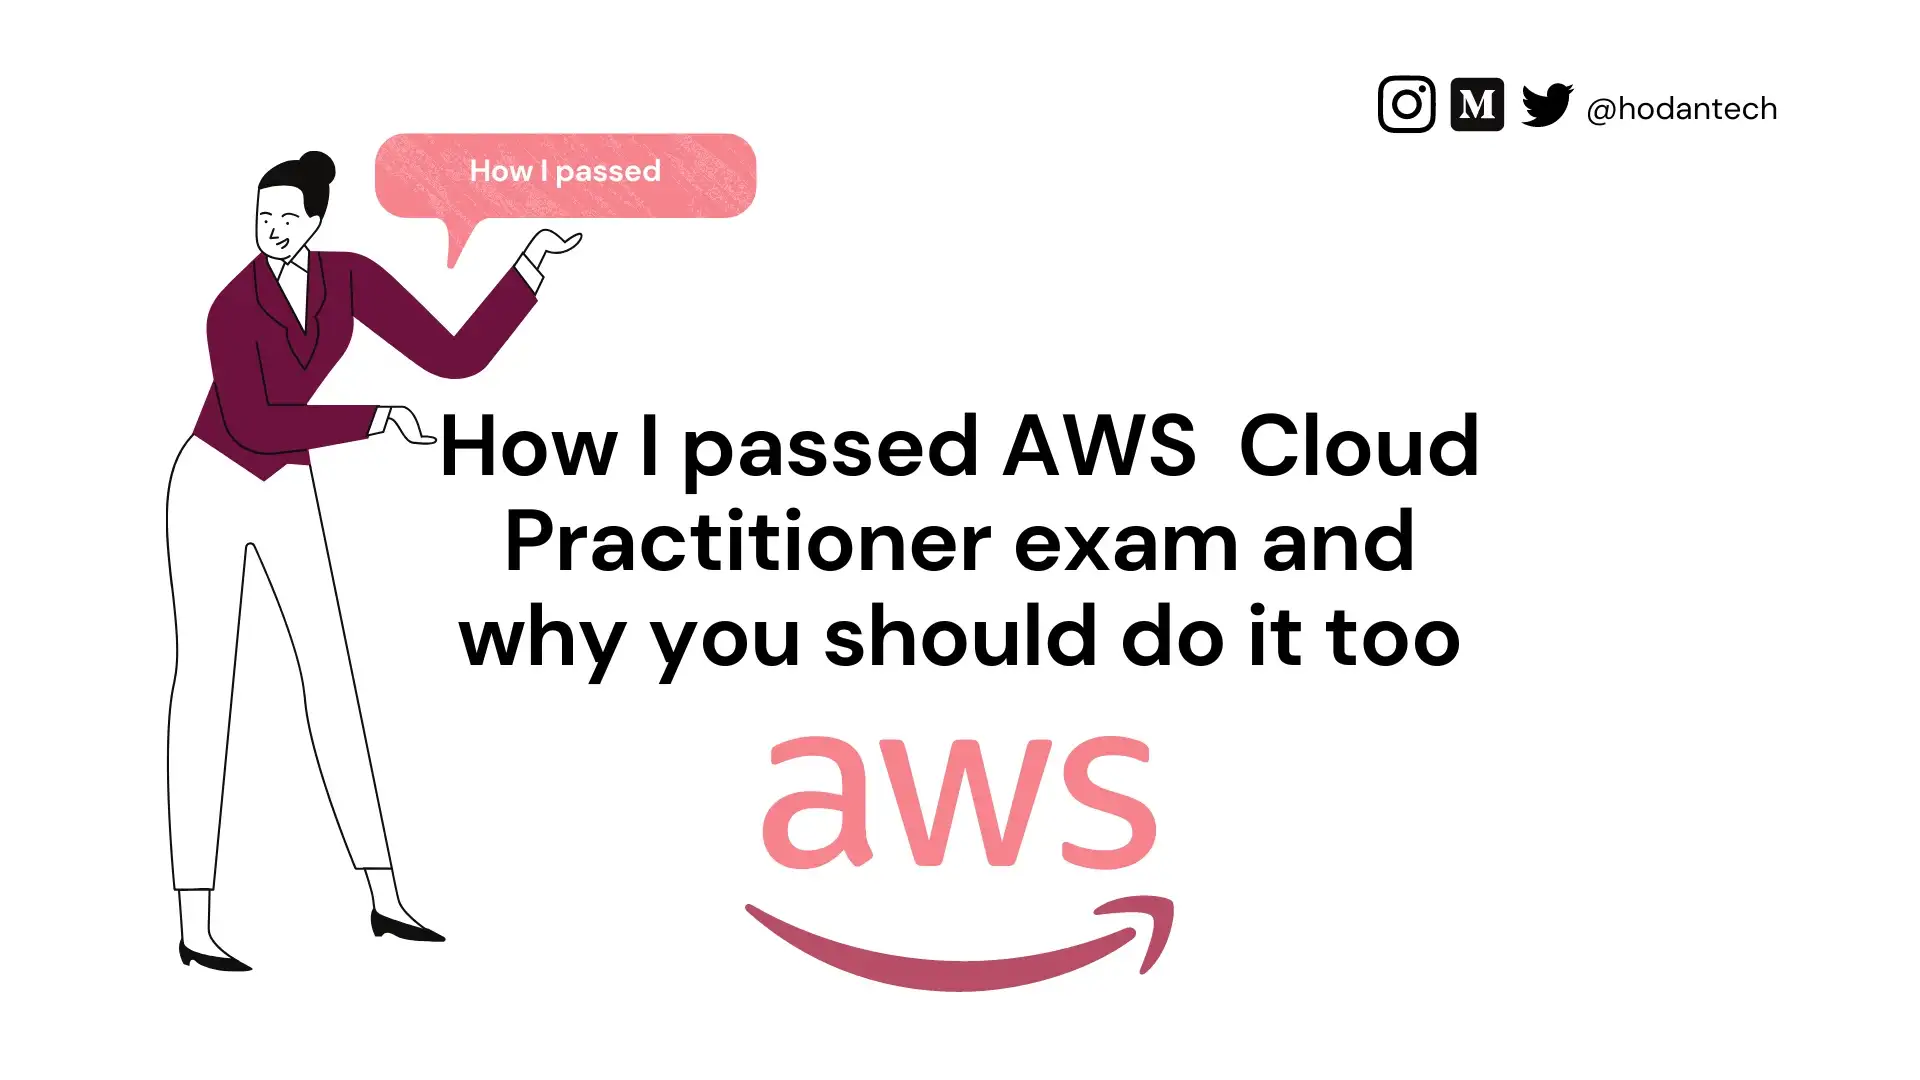 @hodantech
How I passed
How I passed AWS  Cloud
Practitioner exam and
why you should do it too
aws